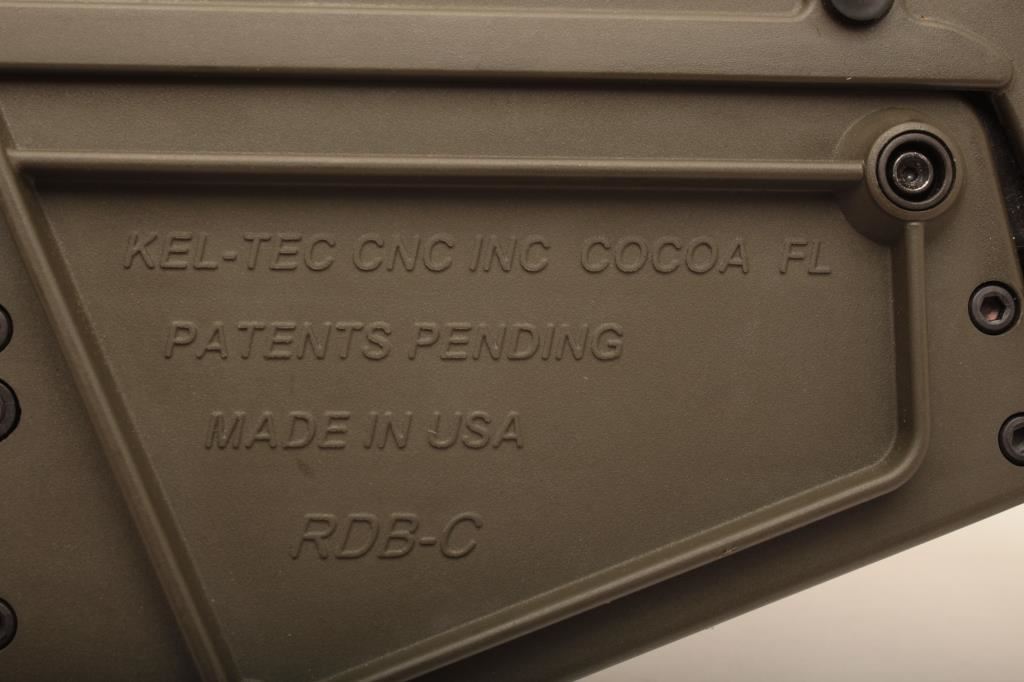 KEL-TEC CNC INC COCOA FL
PATENTS PENDING
MADE IN USA
RDB-C